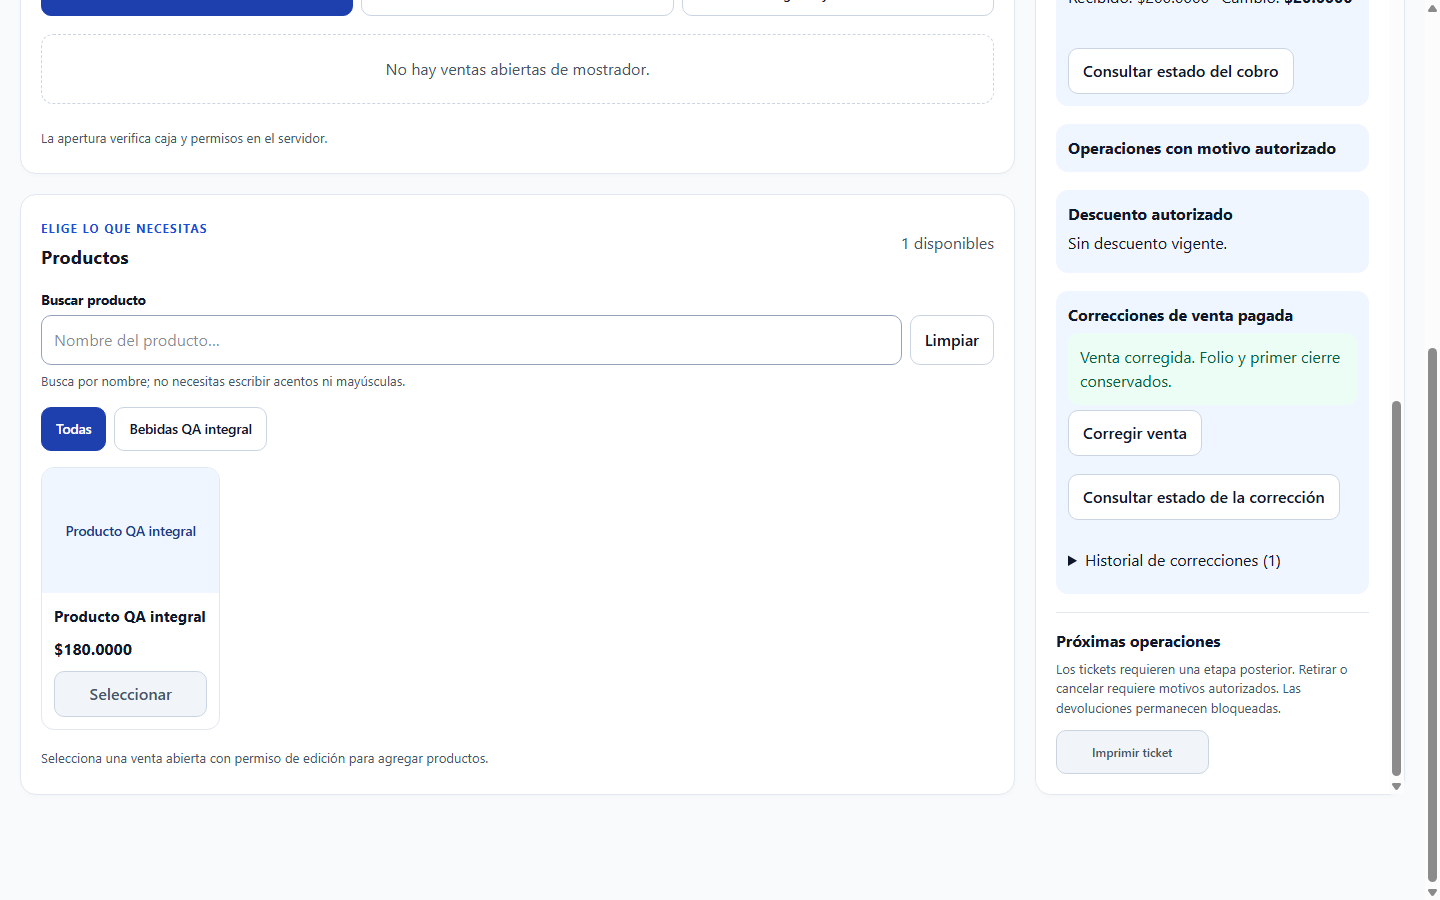 No hay ventas abiertas de mostrador.
La apertura verifica caja y permisos en el servidor.
ELIGE LO QUE NECESITAS
Productos
1 disponibles
Buscar producto
Nombre del producto...
Limpiar
Busca por nombre; no necesitas escribir acentos ni mayúsculas.
Todas
Bebidas QA integral
Producto QA integral
Producto QA integral
$180.0000
Seleccionar
Selecciona una venta abierta con permiso de edición para agregar productos.
Consultar estado del cobro
Operaciones con motivo autorizado
Descuento autorizado
Sin descuento vigente.
Correcciones de venta pagada
Venta corregida. Folio y primer cierre
conservados.
Corregir venta
Consultar estado de la corrección
Historial de correcciones (1)
Próximas operaciones
Los tickets requieren una etapa posterior. Retirar o
cancelar requiere motivos autorizados. Las
devoluciones permanecen bloqueadas.
Imprimir ticket